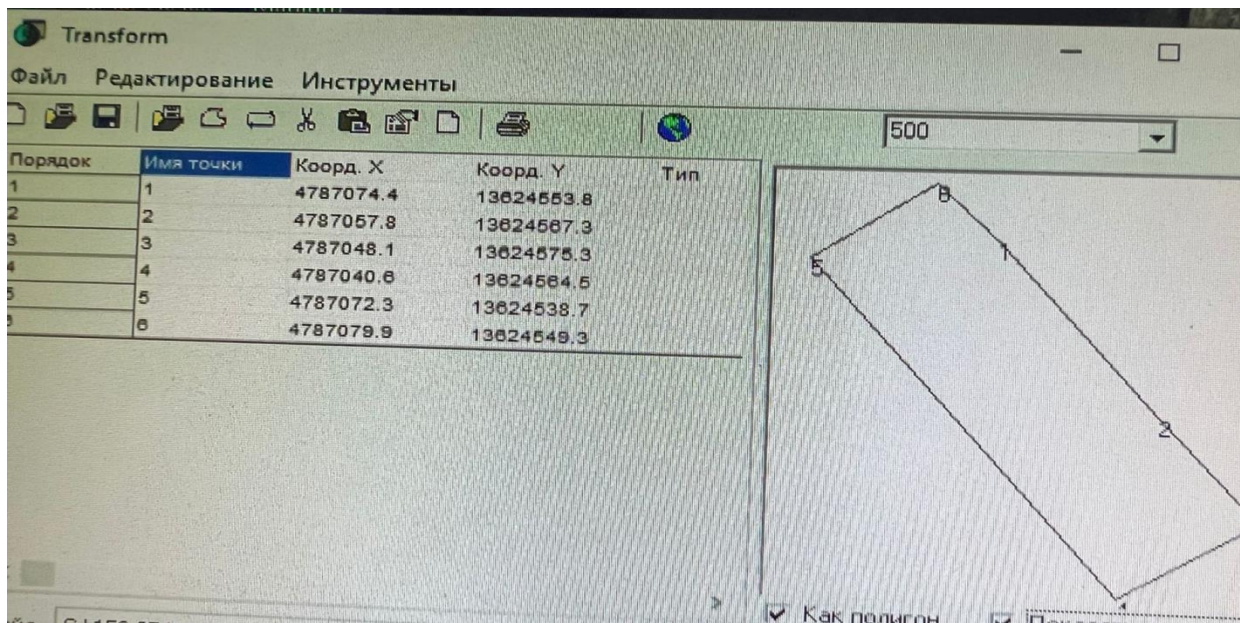 Transform
Файл Редактирование Инструменты
500
Порядок Имя точки Коорд. X Коорд. Y Тип
1 1 4787074.4 13624553.8
2 2 4787057.8 13624567.3
3 3 4787048.1 13624575.3
4 4 4787040.6 13624564.5
5 5 4787072.3 13624538.7
6 4787079.9 13624549.3
6
1
5
2
Как полигон